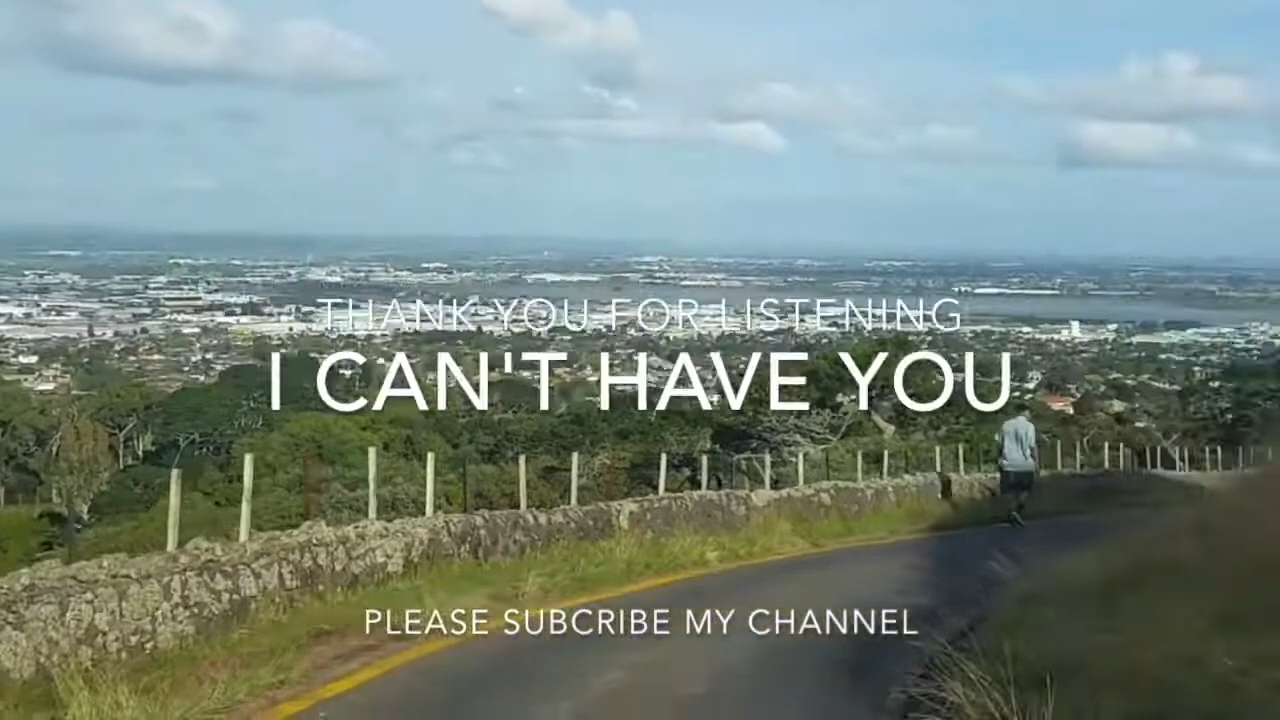 THANK YOU FOR LISTENING
I CAN'T HAVE YOU
PLEASE SUBCRIBE MY CHANNEL